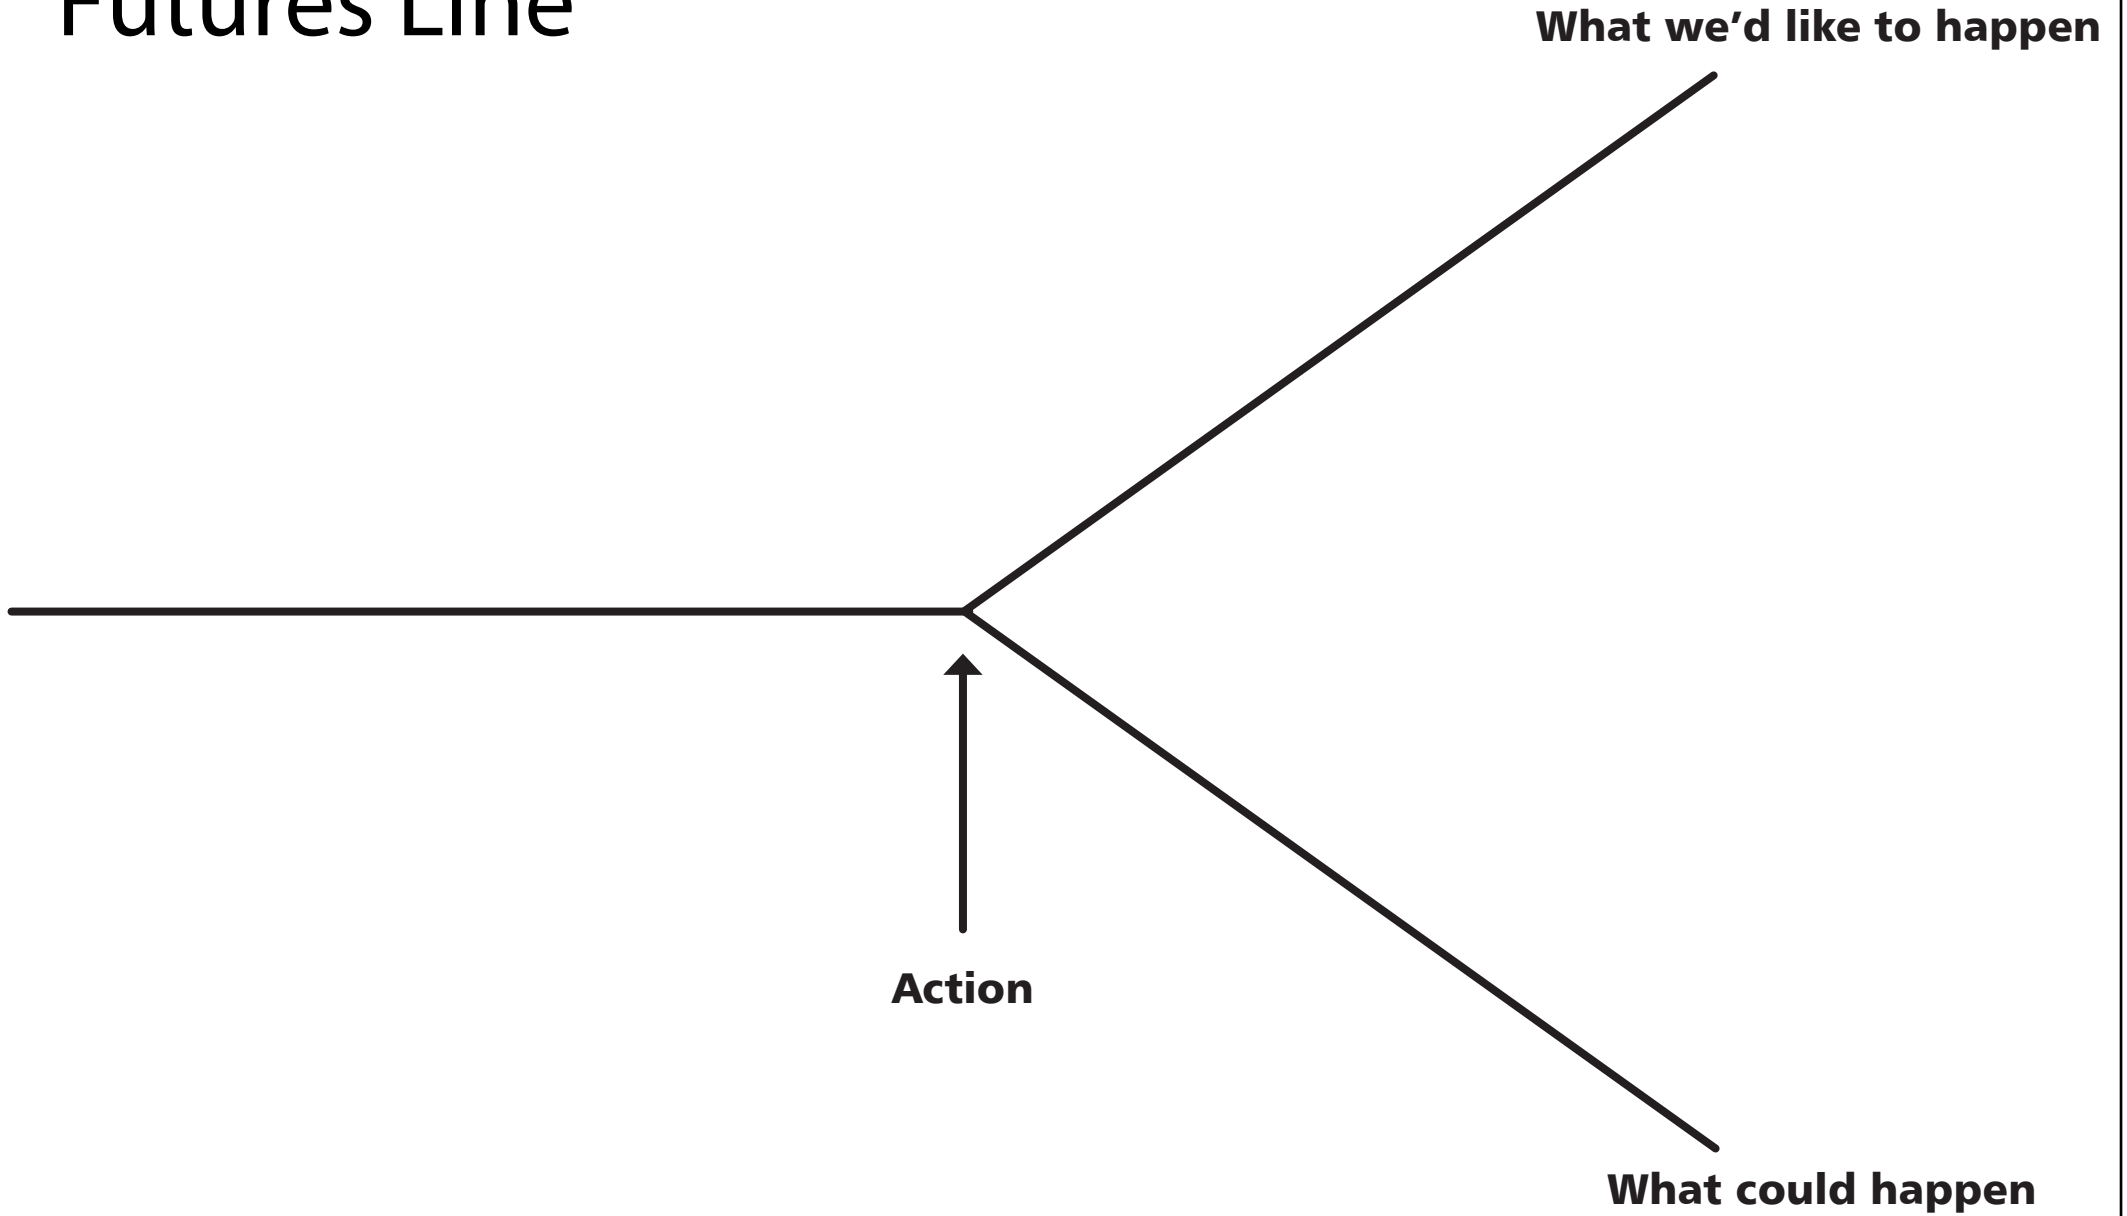 Futures Line
What we’d like to happen
Action
What could happen